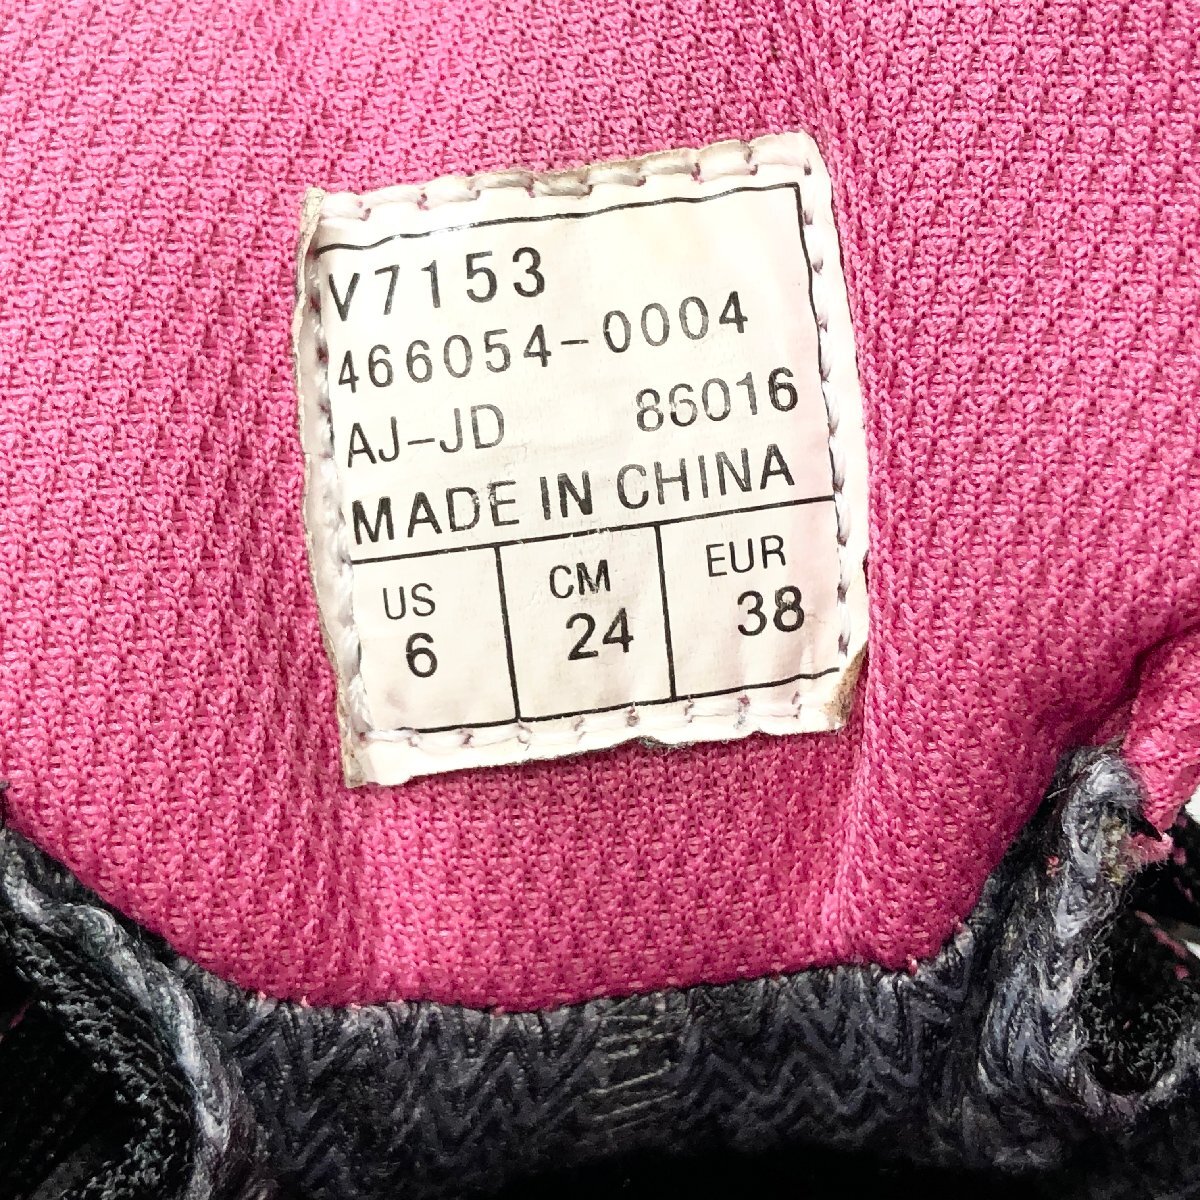 V7153
466054-0004
AJ-JD 86016
MADE IN CHINA
US CM EUR
6 24 38